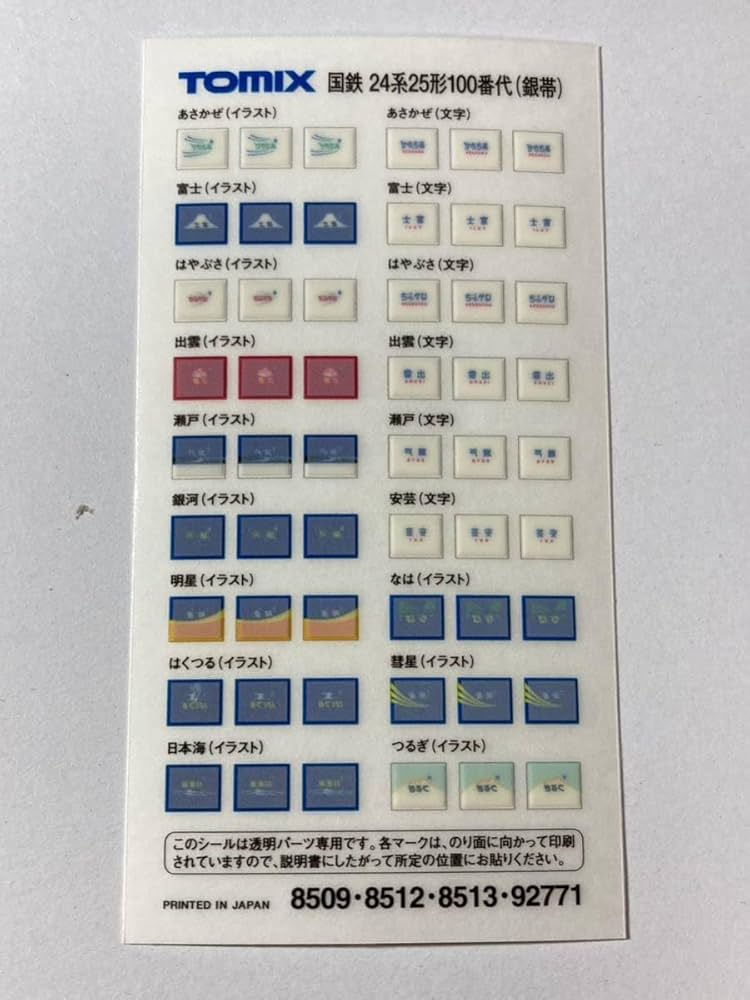 TOMIX 国鉄 24系25形100番代(銀帯)
あさかぜ(イラスト) あさかぜ(文字)
富士(イラスト) 富士(文字)
はやぶさ(イラスト) はやぶさ(文字)
出雲(イラスト) 出雲(文字)
瀬戸(イラスト) 瀬戸(文字)
銀河(イラスト) 安芸(文字)
明星(イラスト) なは(イラスト)
はくつる(イラスト) 彗星(イラスト)
日本海(イラスト) つるぎ(イラスト)
このシールは透明パーツ専用です。各マークは、のり面に向かって印刷
されていますので、説明書にしたがって所定の位置にお貼りください。
PRINTED IN JAPAN 8509・8512・8513・92771